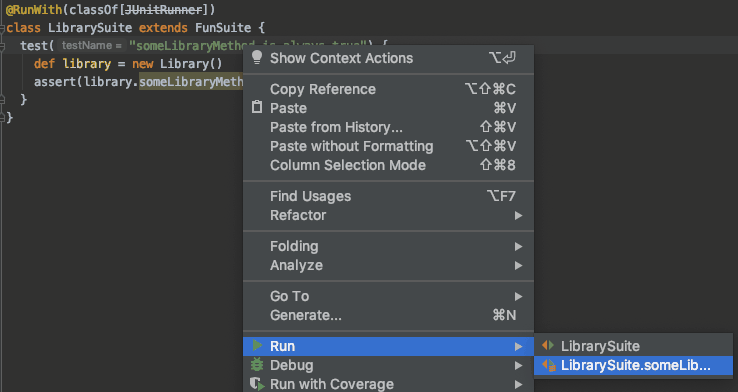 @RunWith(classOf[JUnitRunner])
class LibrarySuite extends FunSuite {
test( testName = "someLibraryMethod is always true") {
def library = new Library()
assert(library.someLibraryMeth
}
}
Show Context Actions ⌥⏎
Copy Reference ⌥⇧⌘C
Paste ⌘V
Paste from History... ⇧⌘V
Paste without Formatting ⌥⇧⌘V
Column Selection Mode ⇧⌘8
Find Usages ⌥F7
Refactor
Folding
Analyze
Go To
Generate... ⌘N
Run
Debug
Run with Coverage
LibrarySuite
LibrarySuite.someLib...